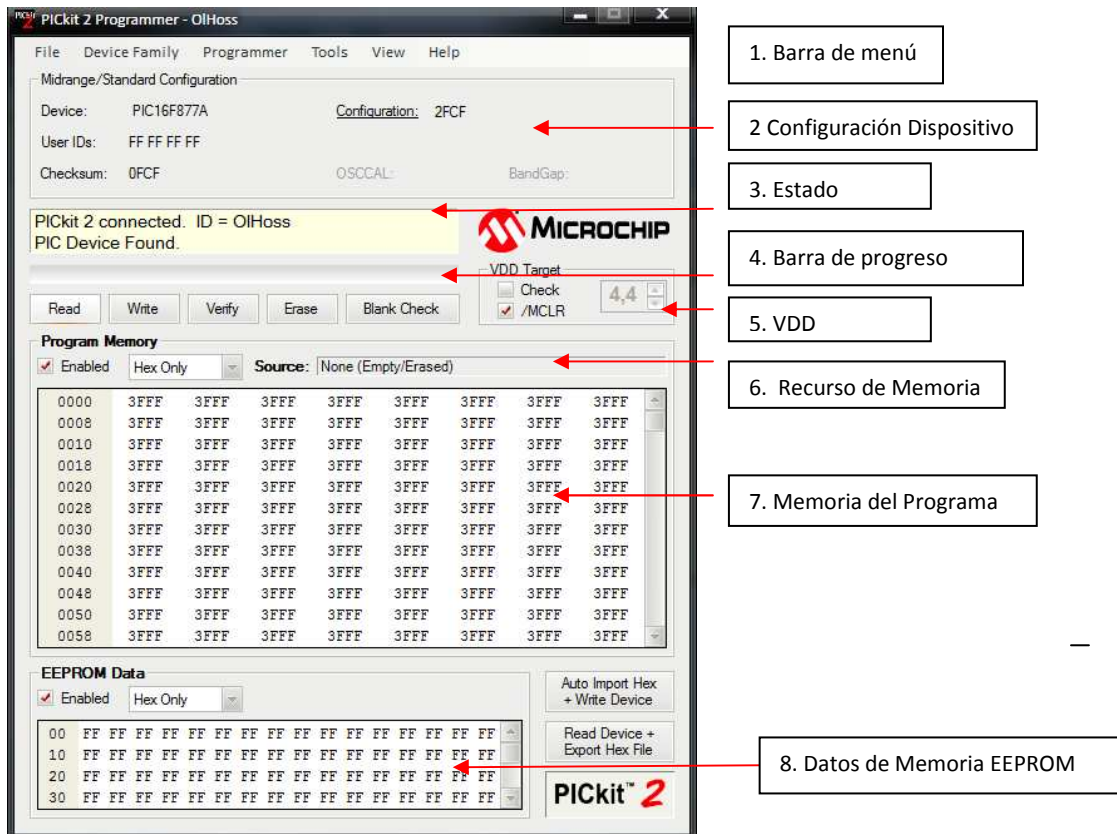 PICkit 2 Programmer - OlHoss
File Device Family Programmer Tools View Help
Midrange/Standard Configuration
Device: PIC16F877A Configuration: 2FCF
User IDs: FF FF FF FF
Checksum: 0FCF OSCCAL: BandGap:
PICkit 2 connected. ID = OlHoss
PIC Device Found.
MICROCHIP
VDD Target
Check
/MCLR
4,4
Read Write Verify Erase Blank Check
Program Memory
Enabled Hex Only Source: None (Empty/Erased)
0000 3FFF 3FFF 3FFF 3FFF 3FFF 3FFF 3FFF 3FFF
0008 3FFF 3FFF 3FFF 3FFF 3FFF 3FFF 3FFF 3FFF
0010 3FFF 3FFF 3FFF 3FFF 3FFF 3FFF 3FFF 3FFF
0018 3FFF 3FFF 3FFF 3FFF 3FFF 3FFF 3FFF 3FFF
0020 3FFF 3FFF 3FFF 3FFF 3FFF 3FFF 3FFF 3FFF
0028 3FFF 3FFF 3FFF 3FFF 3FFF 3FFF 3FFF 3FFF
0030 3FFF 3FFF 3FFF 3FFF 3FFF 3FFF 3FFF 3FFF
0038 3FFF 3FFF 3FFF 3FFF 3FFF 3FFF 3FFF 3FFF
0040 3FFF 3FFF 3FFF 3FFF 3FFF 3FFF 3FFF 3FFF
0048 3FFF 3FFF 3FFF 3FFF 3FFF 3FFF 3FFF 3FFF
0050 3FFF 3FFF 3FFF 3FFF 3FFF 3FFF 3FFF 3FFF
0058 3FFF 3FFF 3FFF 3FFF 3FFF 3FFF 3FFF 3FFF
EEPROM Data
Enabled Hex Only
00 FF FF FF FF FF FF FF FF FF FF FF FF FF FF FF FF
10 FF FF FF FF FF FF FF FF FF FF FF FF FF FF FF FF
20 FF FF FF FF FF FF FF FF FF FF FF FF FF FF FF FF
30 FF FF FF FF FF FF FF FF FF FF FF FF FF FF FF FF
Auto Import Hex
+ Write Device
Read Device +
Export Hex File
PICkit™ 2
1. Barra de menú
2 Configuración Dispositivo
3. Estado
4. Barra de progreso
5. VDD
6. Recurso de Memoria
7. Memoria del Programa
8. Datos de Memoria EEPROM